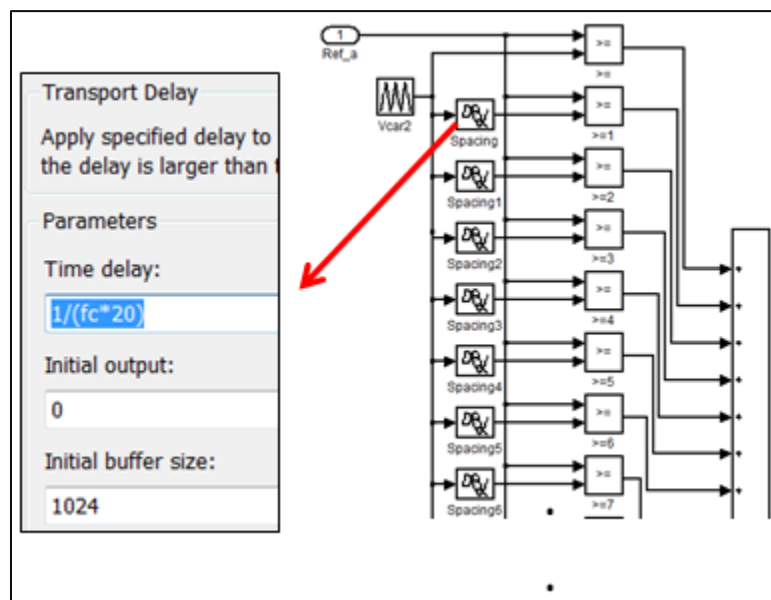 Transport Delay
Apply specified delay to
the delay is larger than
Parameters
Time delay:
1/(fc*20)
Initial output:
0
Initial buffer size:
1024
1
Ref_a
Vcar2
Spacing
Spacing1
Spacing2
Spacing3
Spacing4
Spacing5
Spacing6
>=
>=
>=
>=1
>=
>=2
>=
>=3
>=
>=4
>=
>=5
>=
>=6
>=
>=7
+
+
+
+
+
+
+